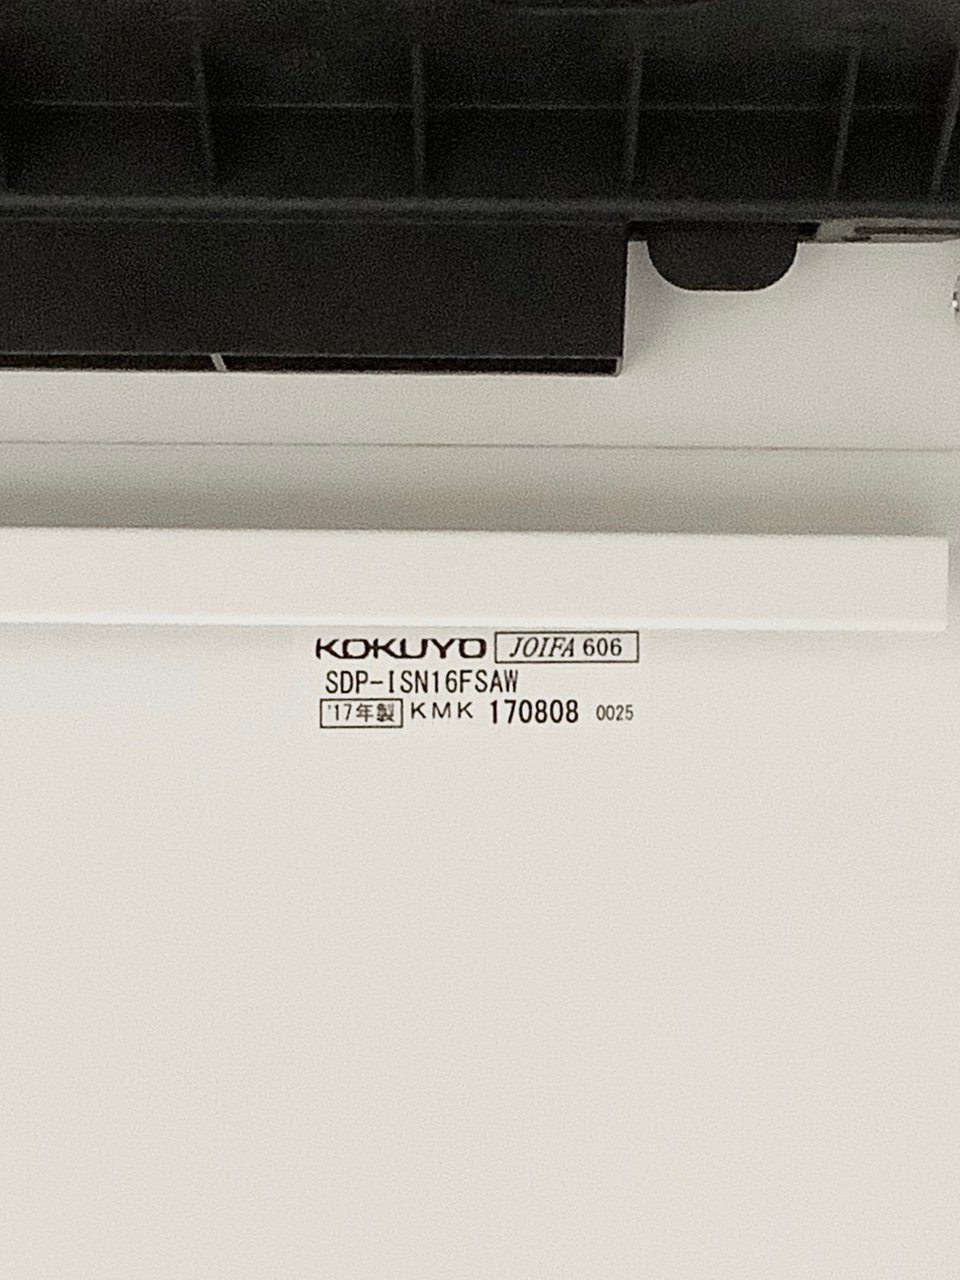 KOKUYO JOIFA 606
SDP-ISN16FSAW
'17年製 KMK 170808 0025